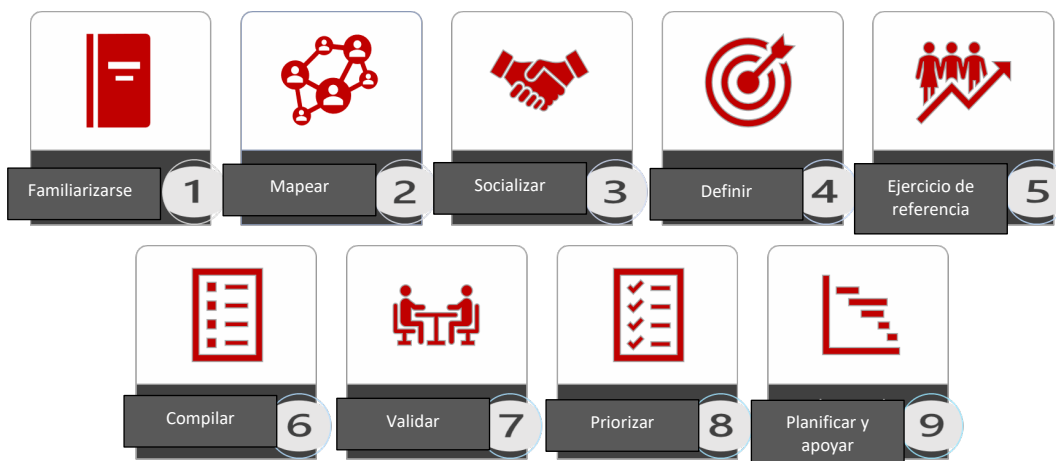 Familiarizarse
1
Mapear
2
Socializar
3
Definir
4
Ejercicio de
referencia
5
Compilar
6
Validar
7
Priorizar
8
Planificar y
apoyar
9